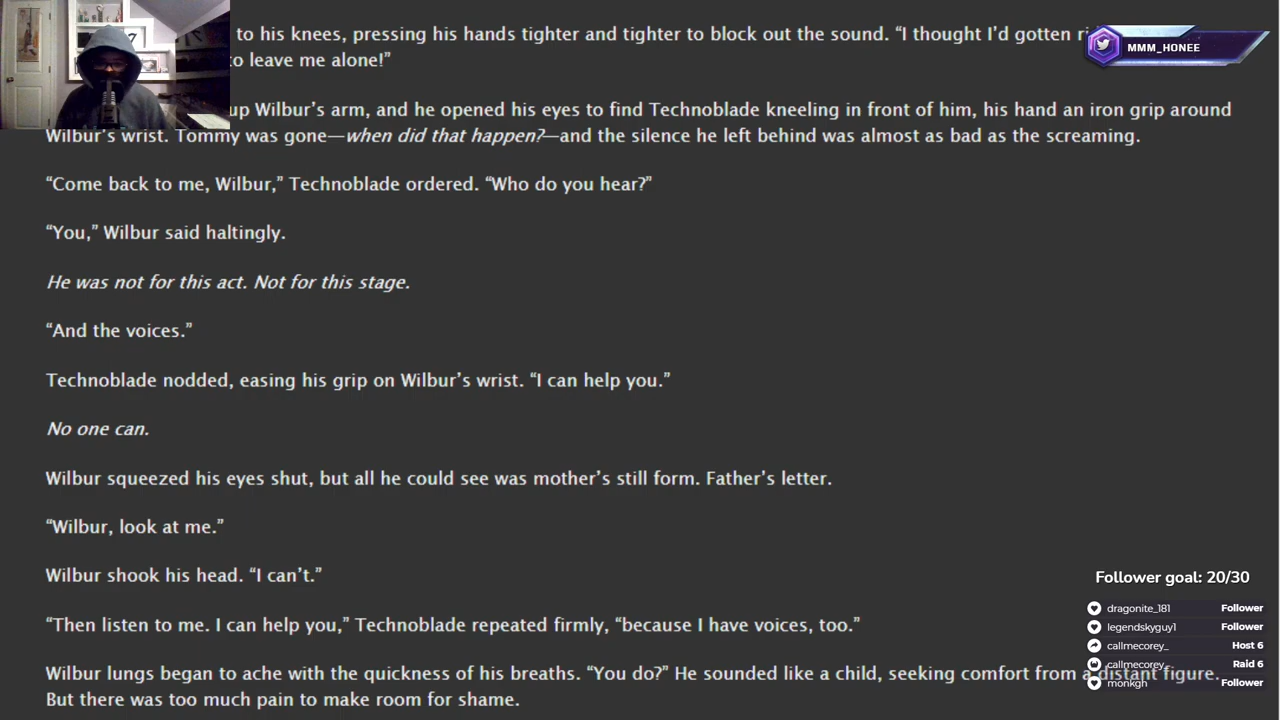 to his knees, pressing his hands tighter and tighter to block out the sound. “I thought I’d gotten
MMM_HONEE
to leave me alone!”
up Wilbur’s arm, and he opened his eyes to find Technoblade kneeling in front of him, his hand an iron grip around
Wilbur’s wrist. Tommy was gone—when did that happen?—and the silence he left behind was almost as bad as the screaming.
“Come back to me, Wilbur,” Technoblade ordered. “Who do you hear?”
“You,” Wilbur said haltingly.
He was not for this act. Not for this stage.
“And the voices.”
Technoblade nodded, easing his grip on Wilbur’s wrist. “I can help you.”
No one can.
Wilbur squeezed his eyes shut, but all he could see was mother’s still form. Father’s letter.
“Wilbur, look at me.”
Wilbur shook his head. “I can’t.”
“Then listen to me. I can help you,” Technoblade repeated firmly, “because I have voices, too.”
Wilbur lungs began to ache with the quickness of his breaths. “You do?” He sounded like a child, seeking comfort from a distant figure.
But there was too much pain to make room for shame.
Follower goal: 20/30
dragonite_181 Follower
legendskyguy1 Follower
callmecorey_ Host 6
callmecorey_ Raid 6
monkgh Follower